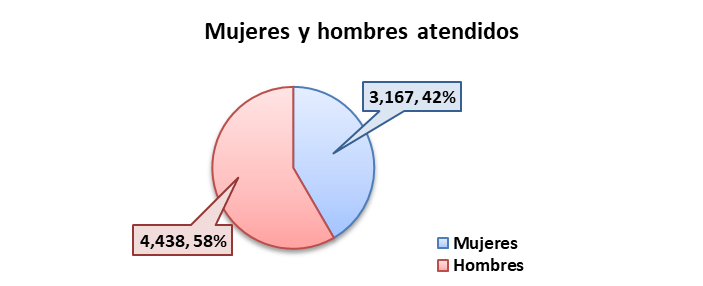 Mujeres y hombres atendidos
3,167, 42%
4,438, 58%
Mujeres
Hombres